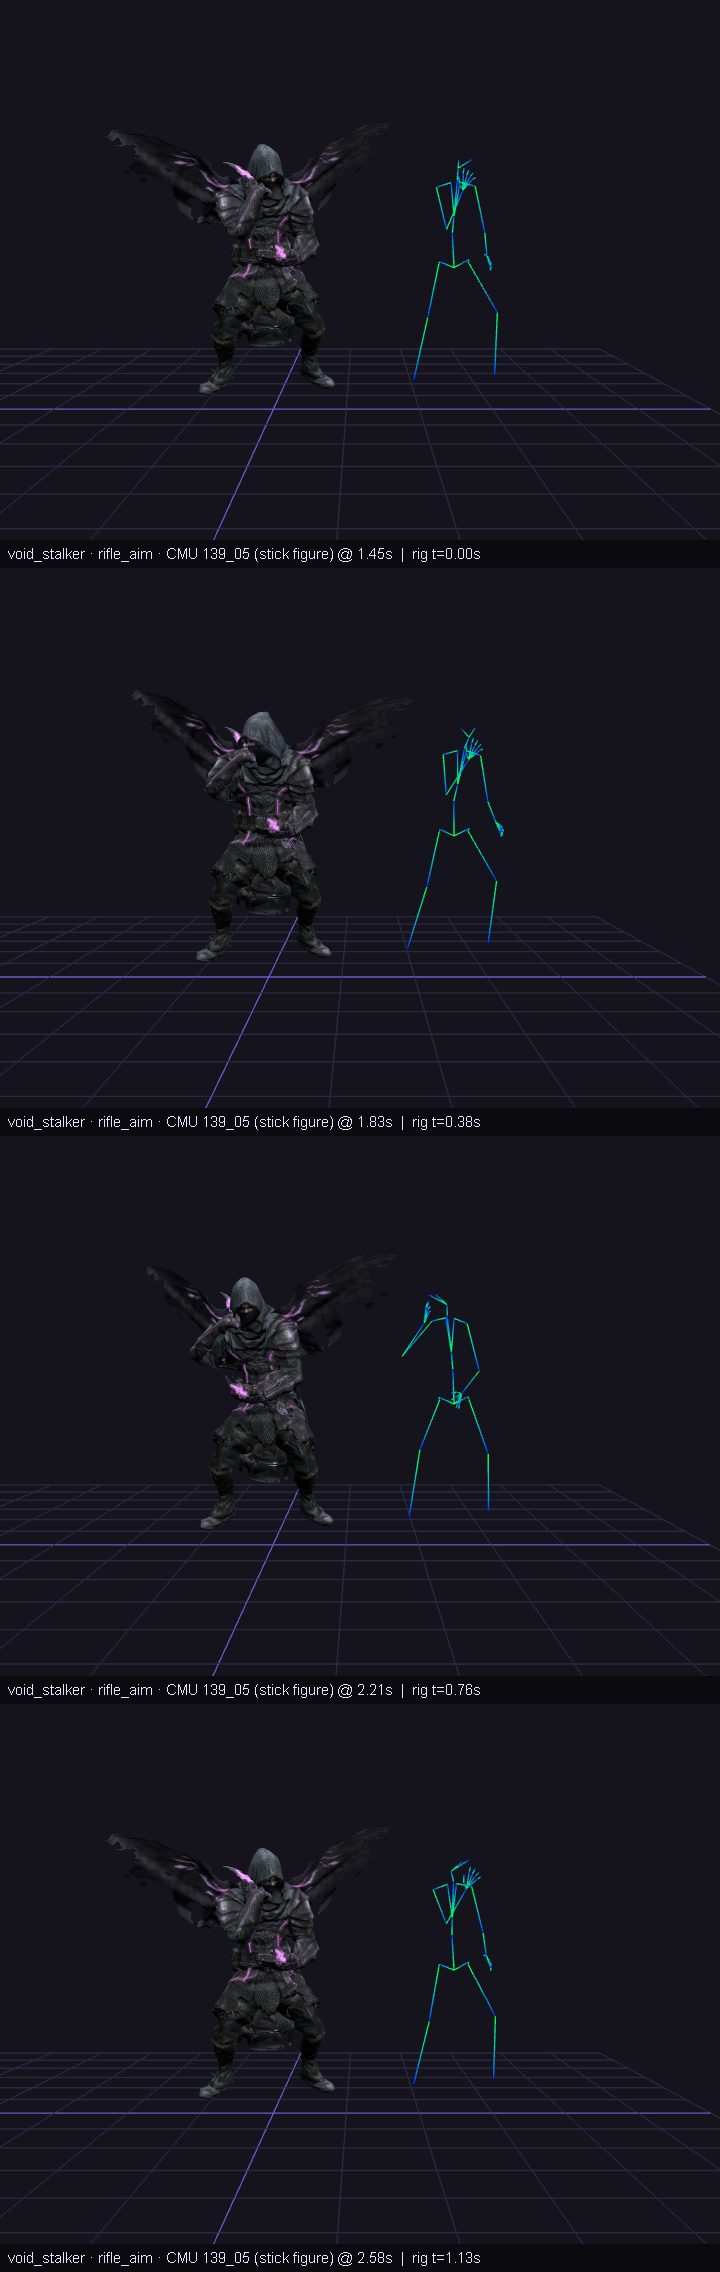 void_stalker · rifle_aim · CMU 139_05 (stick figure) @ 1.45s | rig t=0.00s
void_stalker · rifle_aim · CMU 139_05 (stick figure) @ 1.83s | rig t=0.38s
void_stalker · rifle_aim · CMU 139_05 (stick figure) @ 2.21s | rig t=0.76s
void_stalker · rifle_aim · CMU 139_05 (stick figure) @ 2.58s | rig t=1.13s